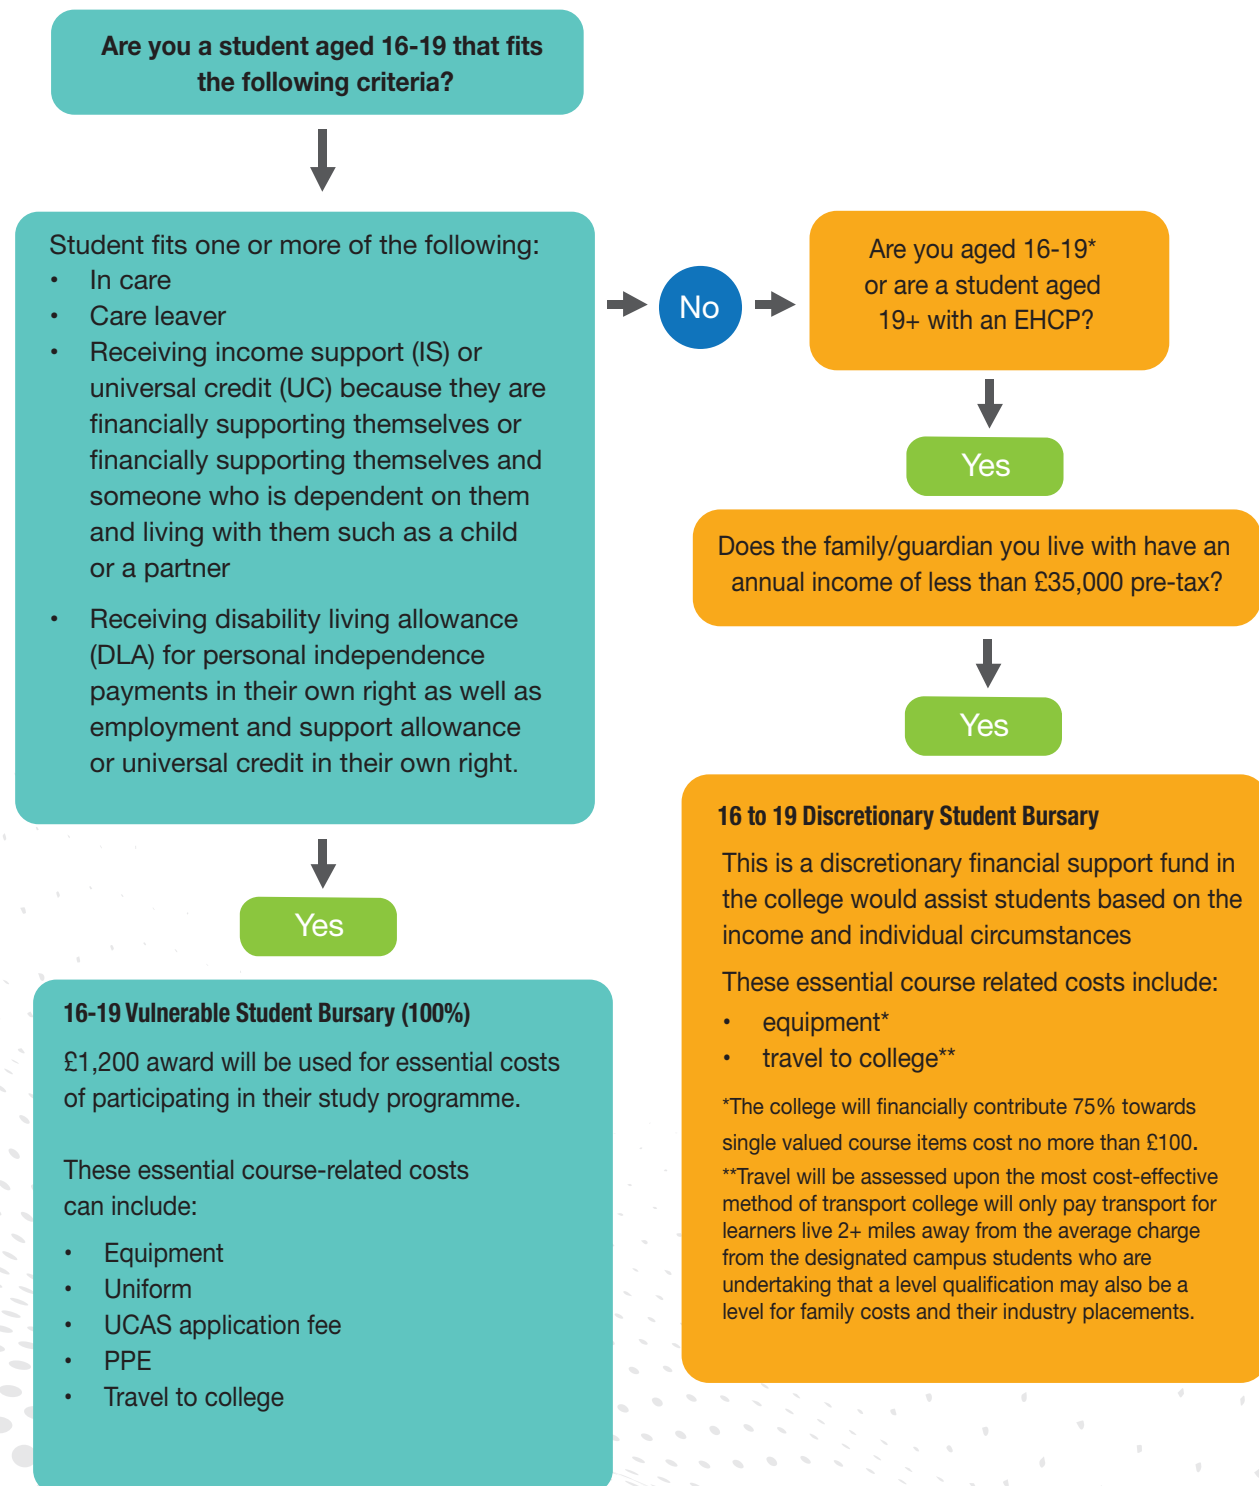 Are you a student aged 16-19 that fits
the following criteria?
Student fits one or more of the following:
• In care
• Care leaver
• Receiving income support (IS) or
universal credit (UC) because they are
financially supporting themselves or
financially supporting themselves and
someone who is dependent on them
and living with them such as a child
or a partner
• Receiving disability living allowance
(DLA) for personal independence
payments in their own right as well as
employment and support allowance
or universal credit in their own right.
Yes
16-19 Vulnerable Student Bursary (100%)
£1,200 award will be used for essential costs
of participating in their study programme.
These essential course-related costs
can include:
• Equipment
• Uniform
• UCAS application fee
• PPE
• Travel to college
No
Are you aged 16-19*
or are a student aged
19+ with an EHCP?
Yes
Does the family/guardian you live with have an
annual income of less than £35,000 pre-tax?
Yes
16 to 19 Discretionary Student Bursary
This is a discretionary financial support fund in
the college would assist students based on the
income and individual circumstances
These essential course related costs include:
• equipment*
• travel to college**
*The college will financially contribute 75% towards
single valued course items cost no more than £100.
**Travel will be assessed upon the most cost-effective
method of transport college will only pay transport for
learners live 2+ miles away from the average charge
from the designated campus students who are
undertaking that a level qualification may also be a
level for family costs and their industry placements.